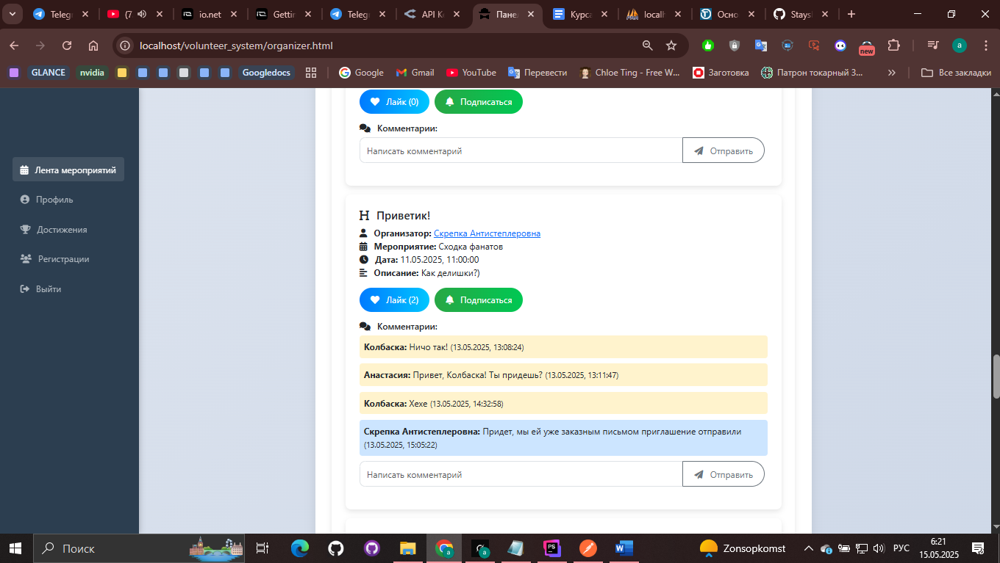 Telegr
(7
io.net
Gettin
Telegr
API Ke
Панел
Курса
localh
Осно
Staysl
localhost/volunteer_system/organizer.html
new
a
GLANCE
nvidia
Googledocs
Google
Gmail
YouTube
Перевести
Chloe Ting - Free W...
Заготовка
Патрон токарный 3...
Все закладки
Лента мероприятий
Профиль
Достижения
Регистрации
Выйти
Лайк (0)
Подписаться
Комментарии:
Написать комментарий
Отправить
Приветик!
Организатор: Скрепка Антистеплеровна
Мероприятие: Сходка фанатов
Дата: 11.05.2025, 11:00:00
Описание: Как делишки?)
Лайк (2)
Подписаться
Комментарии:
Колбаска: Ничо так! (13.05.2025, 13:08:24)
Анастасия: Привет, Колбаска! Ты придешь? (13.05.2025, 13:11:47)
Колбаска: Хехе (13.05.2025, 14:32:58)
Скрепка Антистеплеровна: Придет, мы ей уже заказным письмом приглашение отправили
(13.05.2025, 15:05:22)
Написать комментарий
Отправить
Поиск
Zonsopkomst
РУС
6:21
15.05.2025